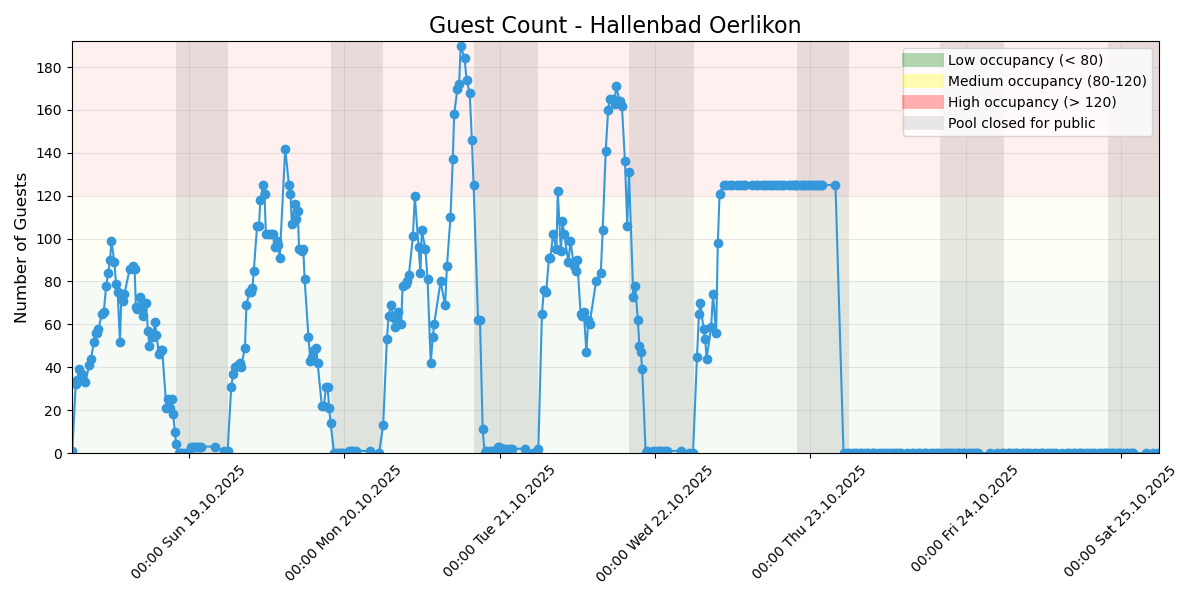 Guest Count - Hallenbad Oerlikon
Number of Guests
180
160
140
120
100
80
60
40
20
0
Low occupancy (< 80)
Medium occupancy (80-120)
High occupancy (> 120)
Pool closed for public
00:00 Sun 19.10.2025
00:00 Mon 20.10.2025
00:00 Tue 21.10.2025
00:00 Wed 22.10.2025
00:00 Thu 23.10.2025
00:00 Fri 24.10.2025
00:00 Sat 25.10.2025